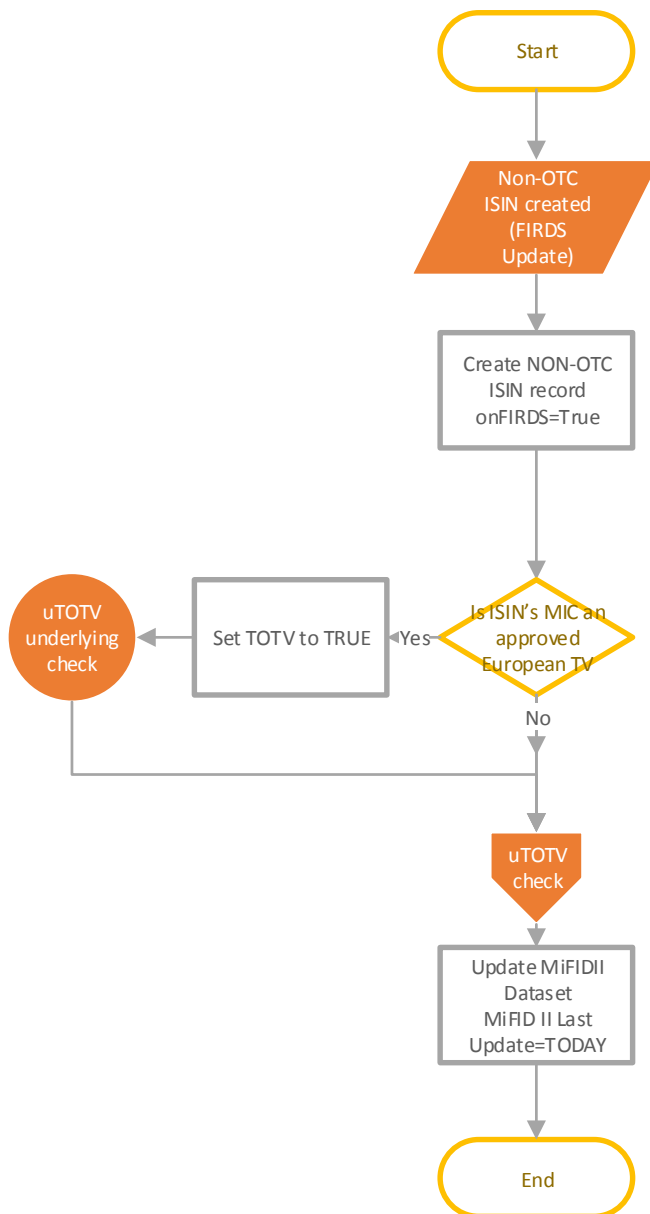 Start
Non-OTC
ISIN created
(FIRDS
Update)
Create NON-OTC
ISIN record
onFIRDS=True
Is ISIN's MIC an
approved
European TV
Yes
Set TOTV to TRUE
uTOTV
underlying
check
No
uTOTV
check
Update MiFIDII
Dataset
MiFID II Last
Update=TODAY
End